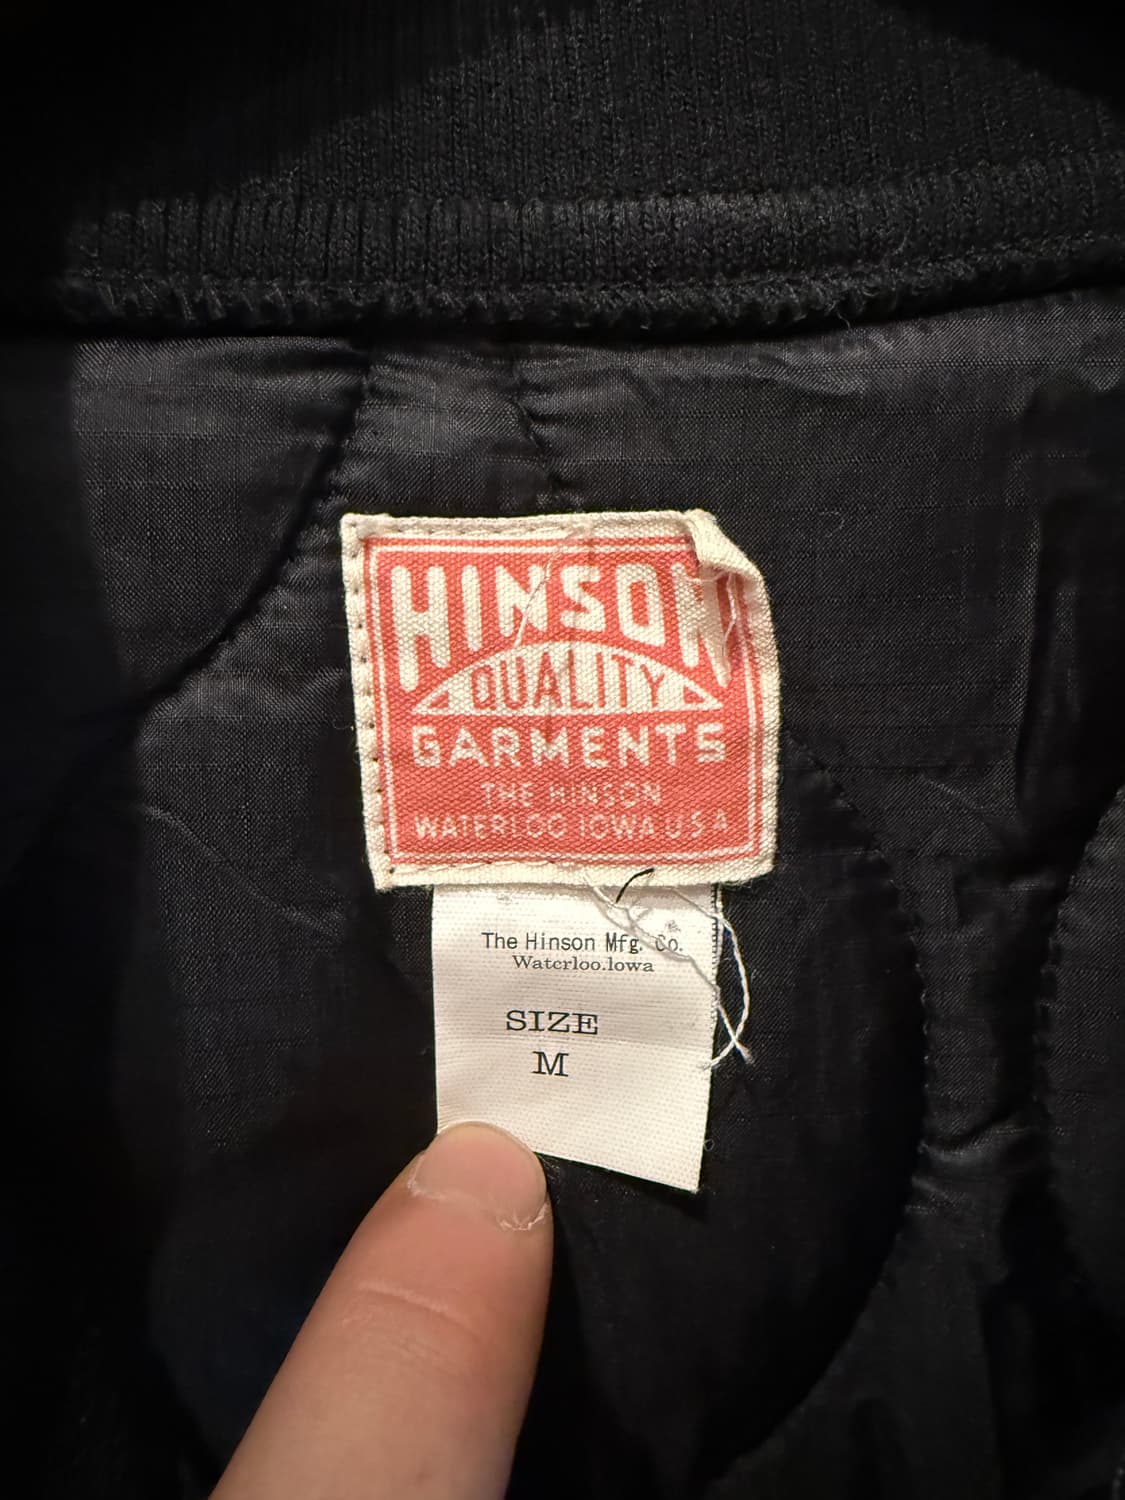 HINSON
QUALITY
GARMENTS
THE HINSON
WATERLOO IOWA U S A
The Hinson Mfg. Co.
Waterloo.Iowa
SIZE
M